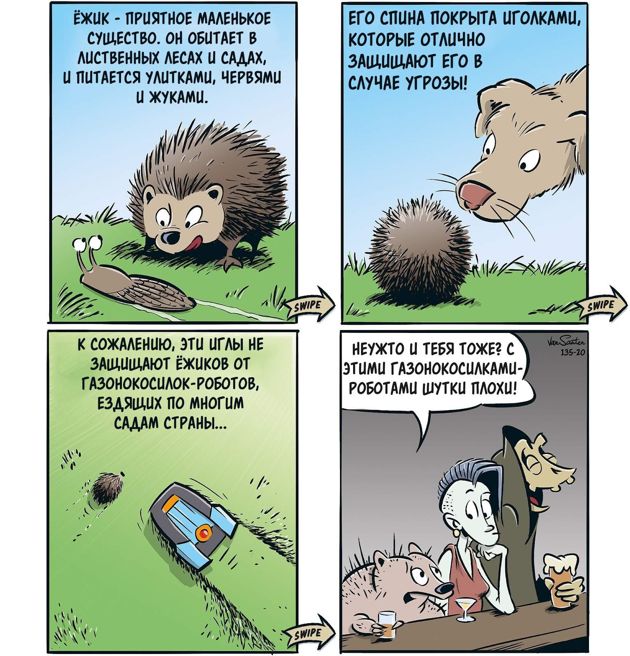 ЁЖИК - ПРИЯТНОЕ МАЛЕНЬКОЕ
СУЩЕСТВО. ОН ОБИТАЕТ В
ЛИСТВЕННЫХ ЛЕСАХ И САДАХ,
И ПИТАЕТСЯ УЛИТКАМИ, ЧЕРВЯМИ
И ЖУКАМИ.
SWIPE
ЕГО СПИНА ПОКРЫТА ИГОЛКАМИ,
КОТОРЫЕ ОТЛИЧНО
ЗАЩИЩАЮТ ЕГО В
СЛУЧАЕ УГРОЗЫ!
SWIPE
К СОЖАЛЕНИЮ, ЭТИ ИГЛЫ НЕ
ЗАЩИЩАЮТ ЁЖИКОВ ОТ
ГАЗОНОКОСИЛОК-РОБОТОВ,
ЕЗДЯЩИХ ПО МНОГИМ
САДАМ СТРАНЫ...
SWIPE
НЕУЖТО И ТЕБЯ ТОЖЕ? С
ЭТИМИ ГАЗОНОКОСИЛКАМИ-
РОБОТАМИ ШУТКИ ПЛОХИ!
Van Santen
135-20